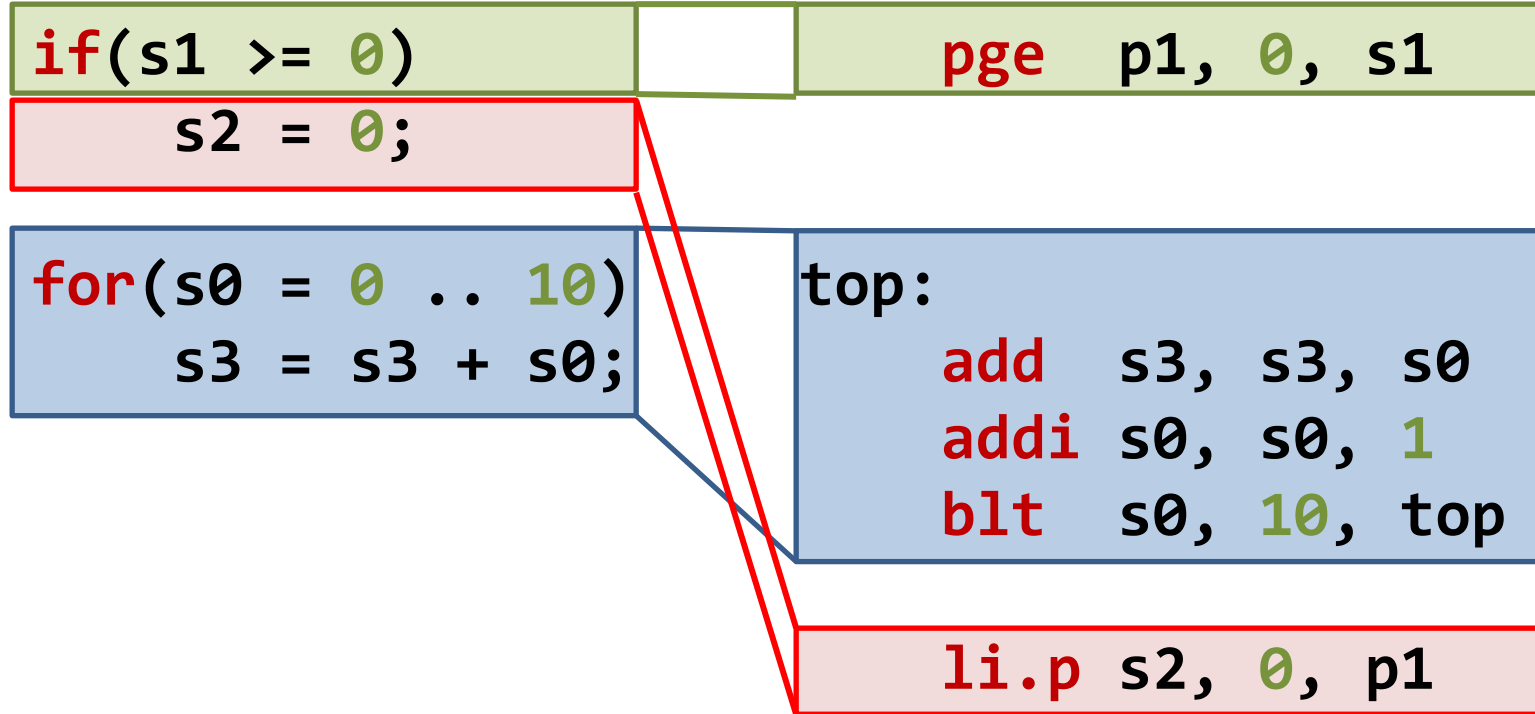 if(s1 >= 0)
    s2 = 0;
for(s0 = 0 .. 10)
    s3 = s3 + s0;
    pge  p1, 0, s1
top:
    add  s3, s3, s0
    addi s0, s0, 1
    blt  s0, 10, top
    li.p s2, 0, p1